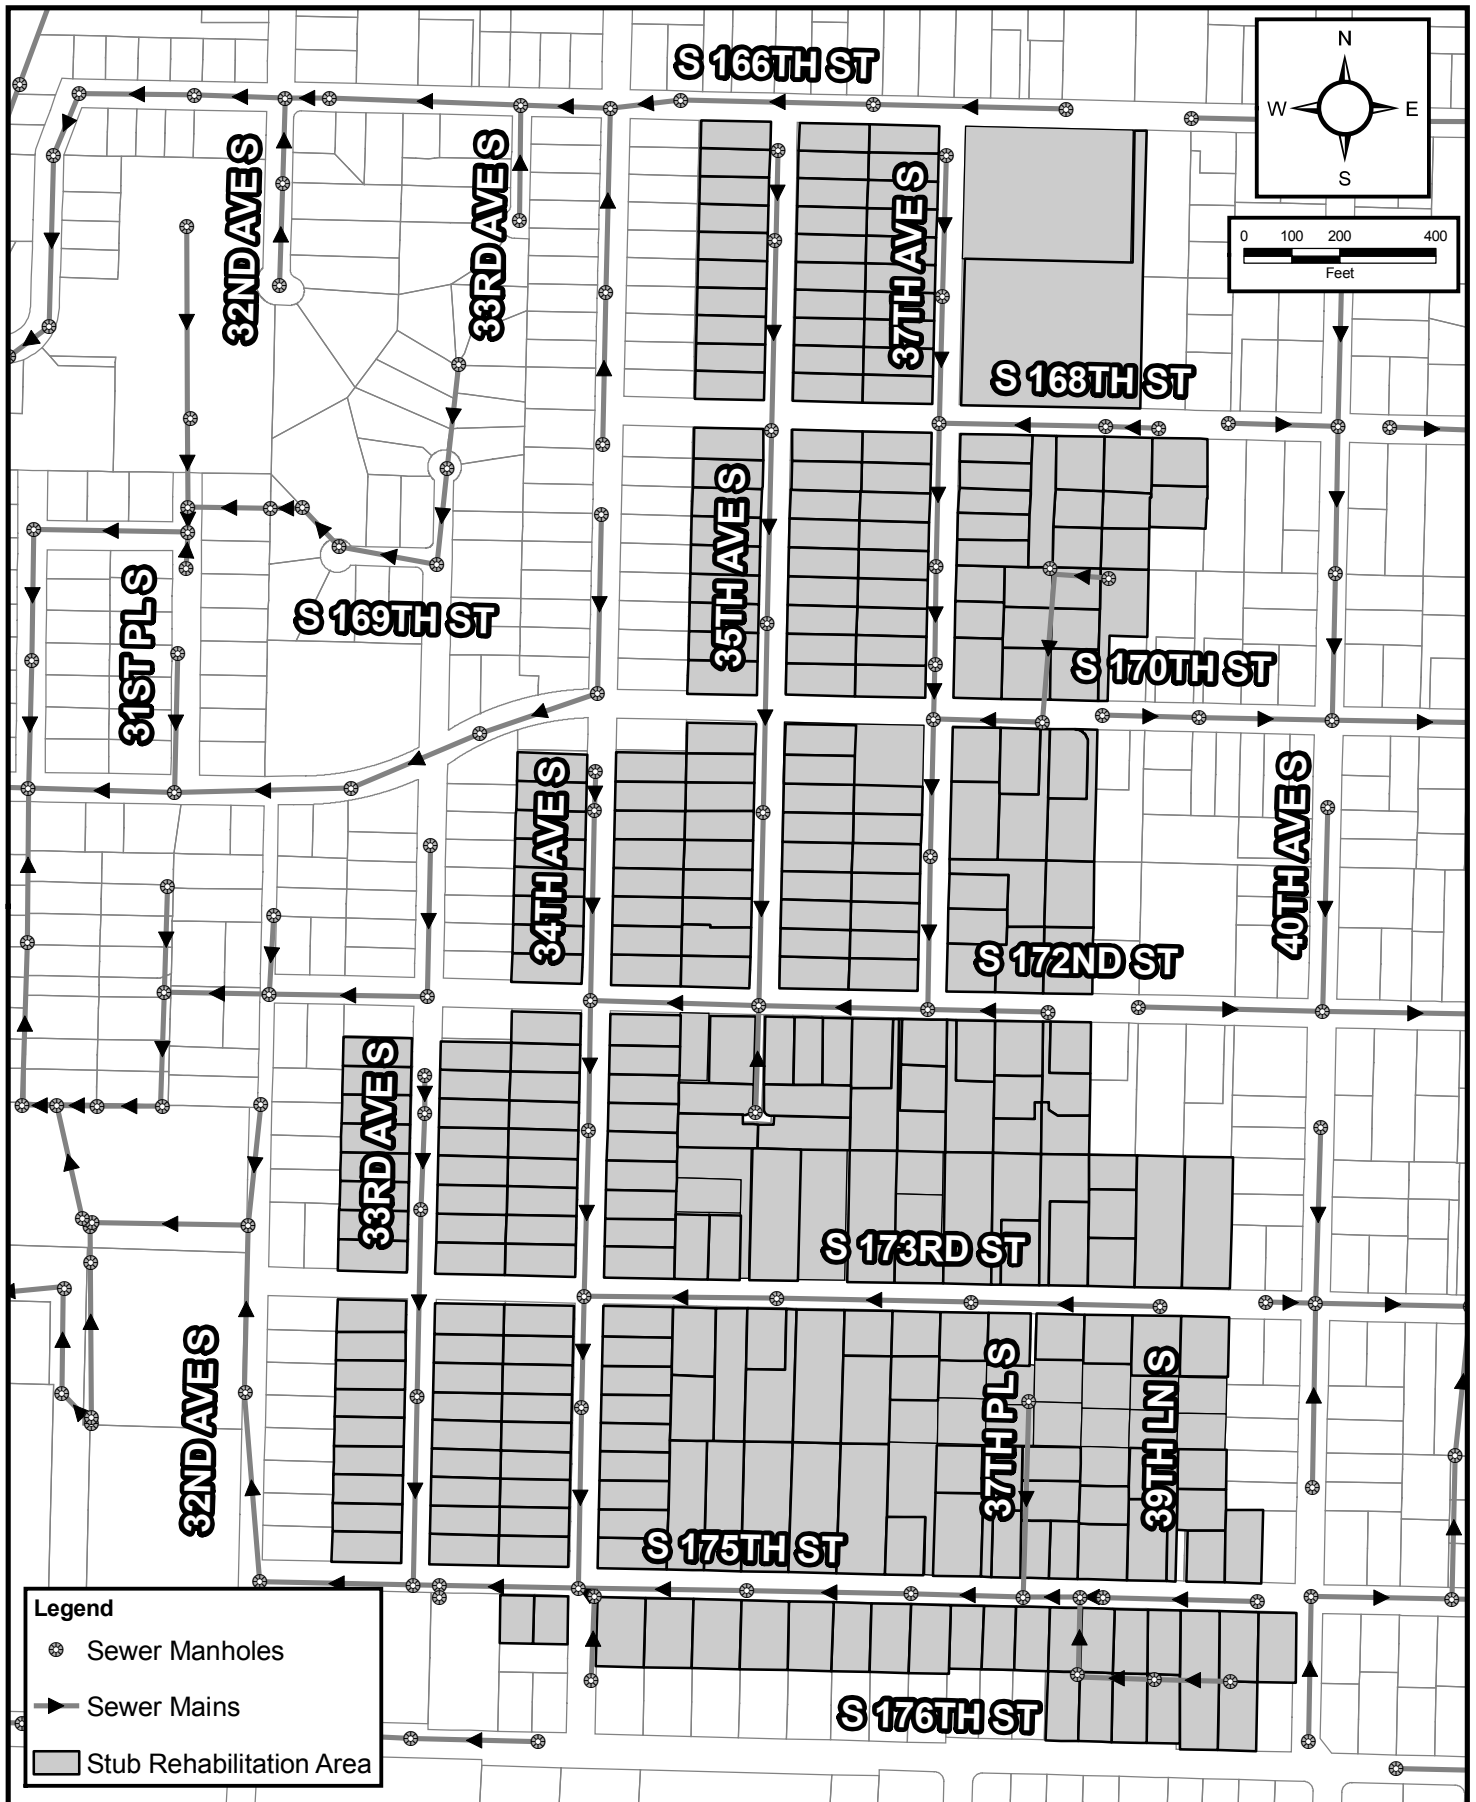 S 166TH ST
N
W E
S
0 100 200 400
Feet
32ND AVE S
33RD AVE S
37TH AVE S
S 168TH ST
35TH AVE S
31ST PL S
S 169TH ST
S 170TH ST
34TH AVE S
40TH AVE S
S 172ND ST
33RD AVE S
S 173RD ST
32ND AVE S
37TH PL S
39TH LN S
S 175TH ST
Legend
Sewer Manholes
Sewer Mains
Stub Rehabilitation Area
S 176TH ST